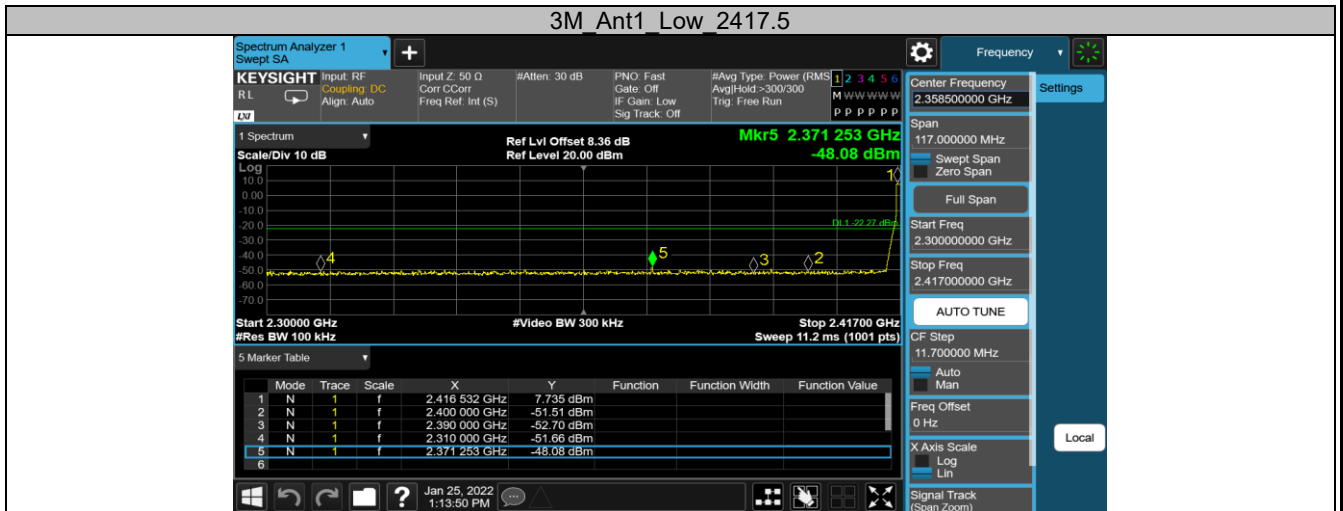 3M_Ant1_Low_2417.5
Spectrum Analyzer 1
Swept SA
+
Frequency
KEYSIGHT
RL
LXI
Input: RF
Coupling: DC
Align: Auto
Input Z: 50 Ω
Corr CCorr
Freq Ref: Int (S)
#Atten: 30 dB
PNO: Fast
Gate: Off
IF Gain: Low
Sig Track: Off
#Avg Type: Power (RMS
Avg|Hold:>300/300
Trig: Free Run
1 2 3 4 5 6
M W W W W W
P P P P P P
1 Spectrum
Scale/Div 10 dB
Ref Lvl Offset 8.36 dB
Ref Level 20.00 dBm
Mkr5 2.371 253 GHz
-48.08 dBm
Log
10.0
0.00
-10.0
-20.0
-30.0
-40.0
-50.0
-60.0
-70.0
1
DL1 -22.27 dBm
4
5
3
2
Start 2.30000 GHz
#Video BW 300 kHz
Stop 2.41700 GHz
#Res BW 100 kHz
Sweep 11.2 ms (1001 pts)
5 Marker Table
Mode Trace Scale X Y Function Function Width Function Value
1 N 1 f 2.416 532 GHz 7.735 dBm
2 N 1 f 2.400 000 GHz -51.51 dBm
3 N 1 f 2.390 000 GHz -52.70 dBm
4 N 1 f 2.310 000 GHz -51.66 dBm
5 N 1 f 2.371 253 GHz -48.08 dBm
6
?
Jan 25, 2022
1:13:50 PM
Center Frequency
2.358500000 GHz
Settings
Span
117.000000 MHz
Swept Span
Zero Span
Full Span
Start Freq
2.300000000 GHz
Stop Freq
2.417000000 GHz
AUTO TUNE
CF Step
11.700000 MHz
Auto
Man
Freq Offset
0 Hz
Local
X Axis Scale
Log
Lin
Signal Track
(Span Zoom)